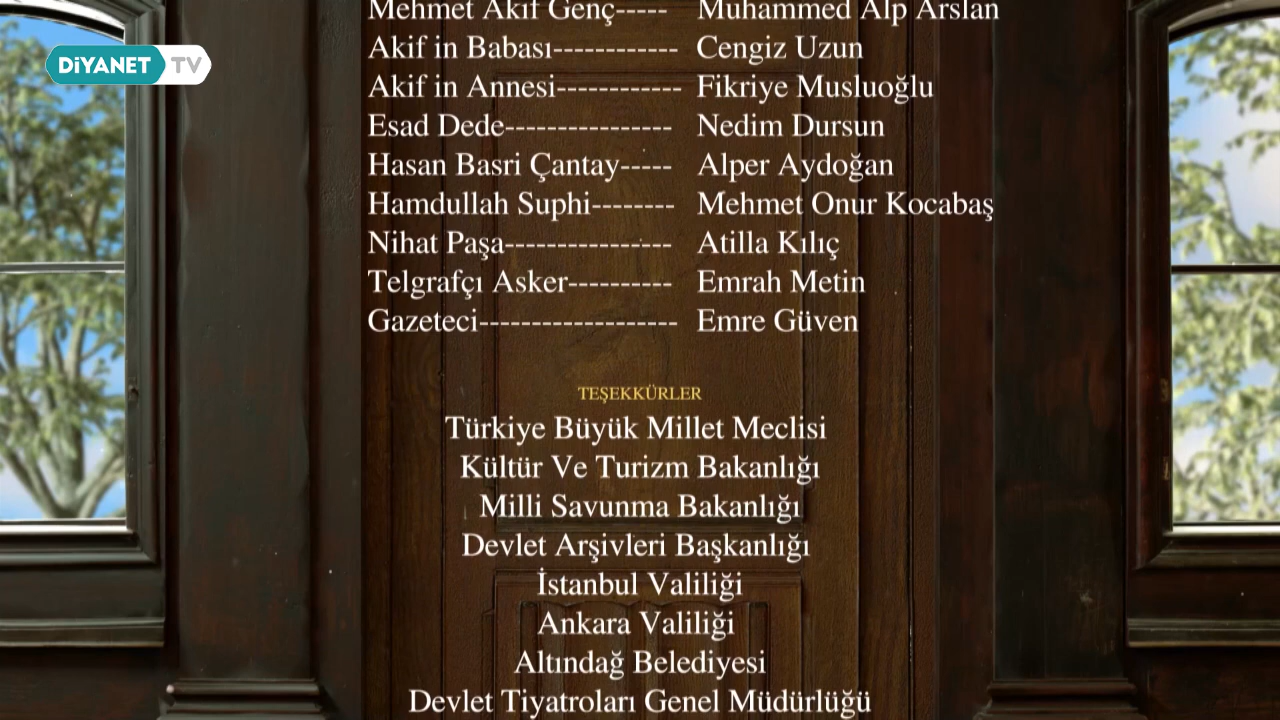 Mehmet Akif Genç----- Muhammed Alp Arslan
DİYANET TV
Akif in Babası------------ Cengiz Uzun
Akif in Annesi------------ Fikriye Musluoğlu
Esad Dede---------------- Nedim Dursun
Hasan Basri Çantay----- Alper Aydoğan
Hamdullah Suphi-------- Mehmet Onur Kocabaş
Nihat Paşa---------------- Atilla Kılıç
Telgrafçı Asker---------- Emrah Metin
Gazeteci------------------- Emre Güven
TEŞEKKÜRLER
Türkiye Büyük Millet Meclisi
Kültür Ve Turizm Bakanlığı
Milli Savunma Bakanlığı
Devlet Arşivleri Başkanlığı
İstanbul Valiliği
Ankara Valiliği
Altındağ Belediyesi
Devlet Tiyatroları Genel Müdürlüğü